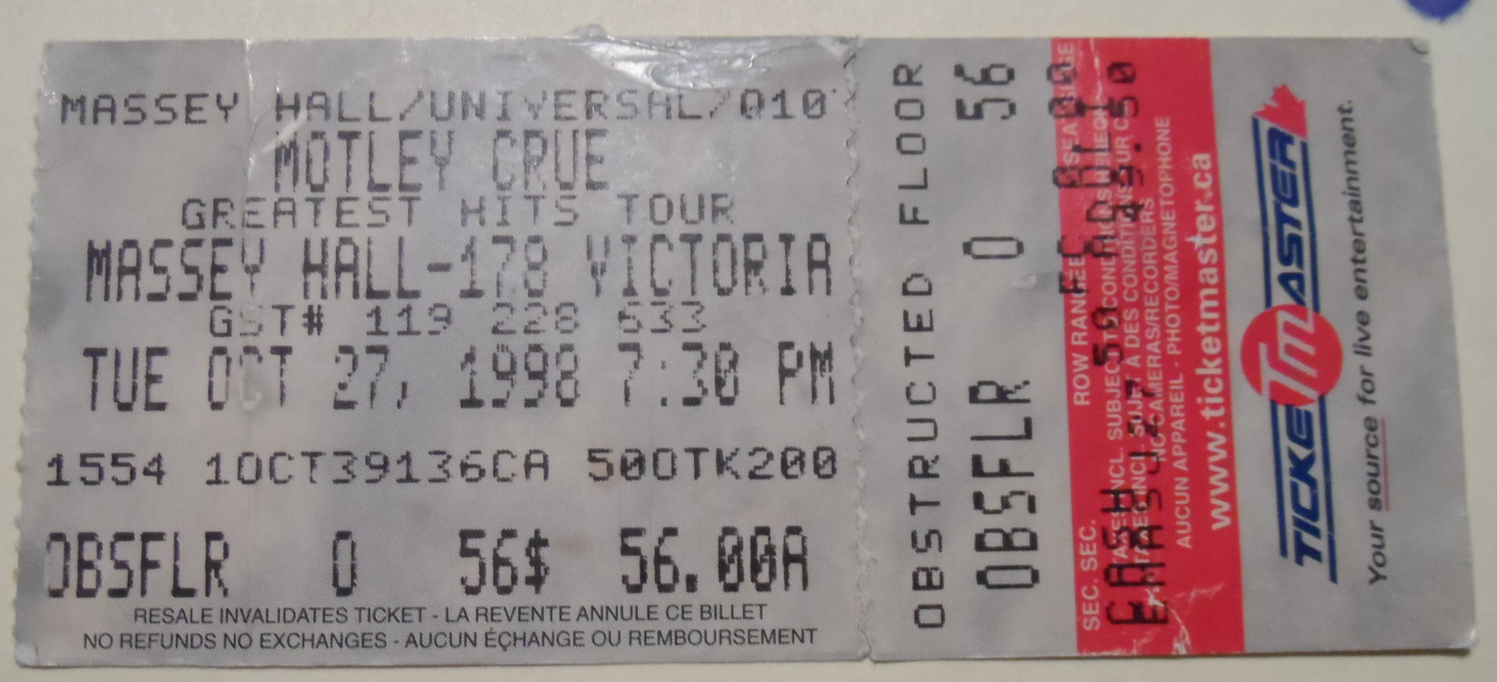 MASSEY HALL/UNIVERSAL/010
MOTLEY CRUE
GREATEST HITS TOUR
MASSEY HALL-178 VICTORIA
GST# 119 228 633
TUE OCT 27, 1998 7:30 PM
1554 10CT39136CA 500TK200
OBSFLR 0 56$ 56.00A
RESALE INVALIDATES TICKET - LA REVENTE ANNULE CE BILLET
NO REFUNDS NO EXCHANGES - AUCUN ÉCHANGE OU REMBOURSEMENT
OBSTRUCTED FLOOR
OBSFLR 0 56
SEC. SEC. ROW RANGÉE
AUCUN APPAREIL - PHOTO/MAGNETOPHONE
www.ticketmaster.ca
TICKETMASTER
Your source for live entertainment.